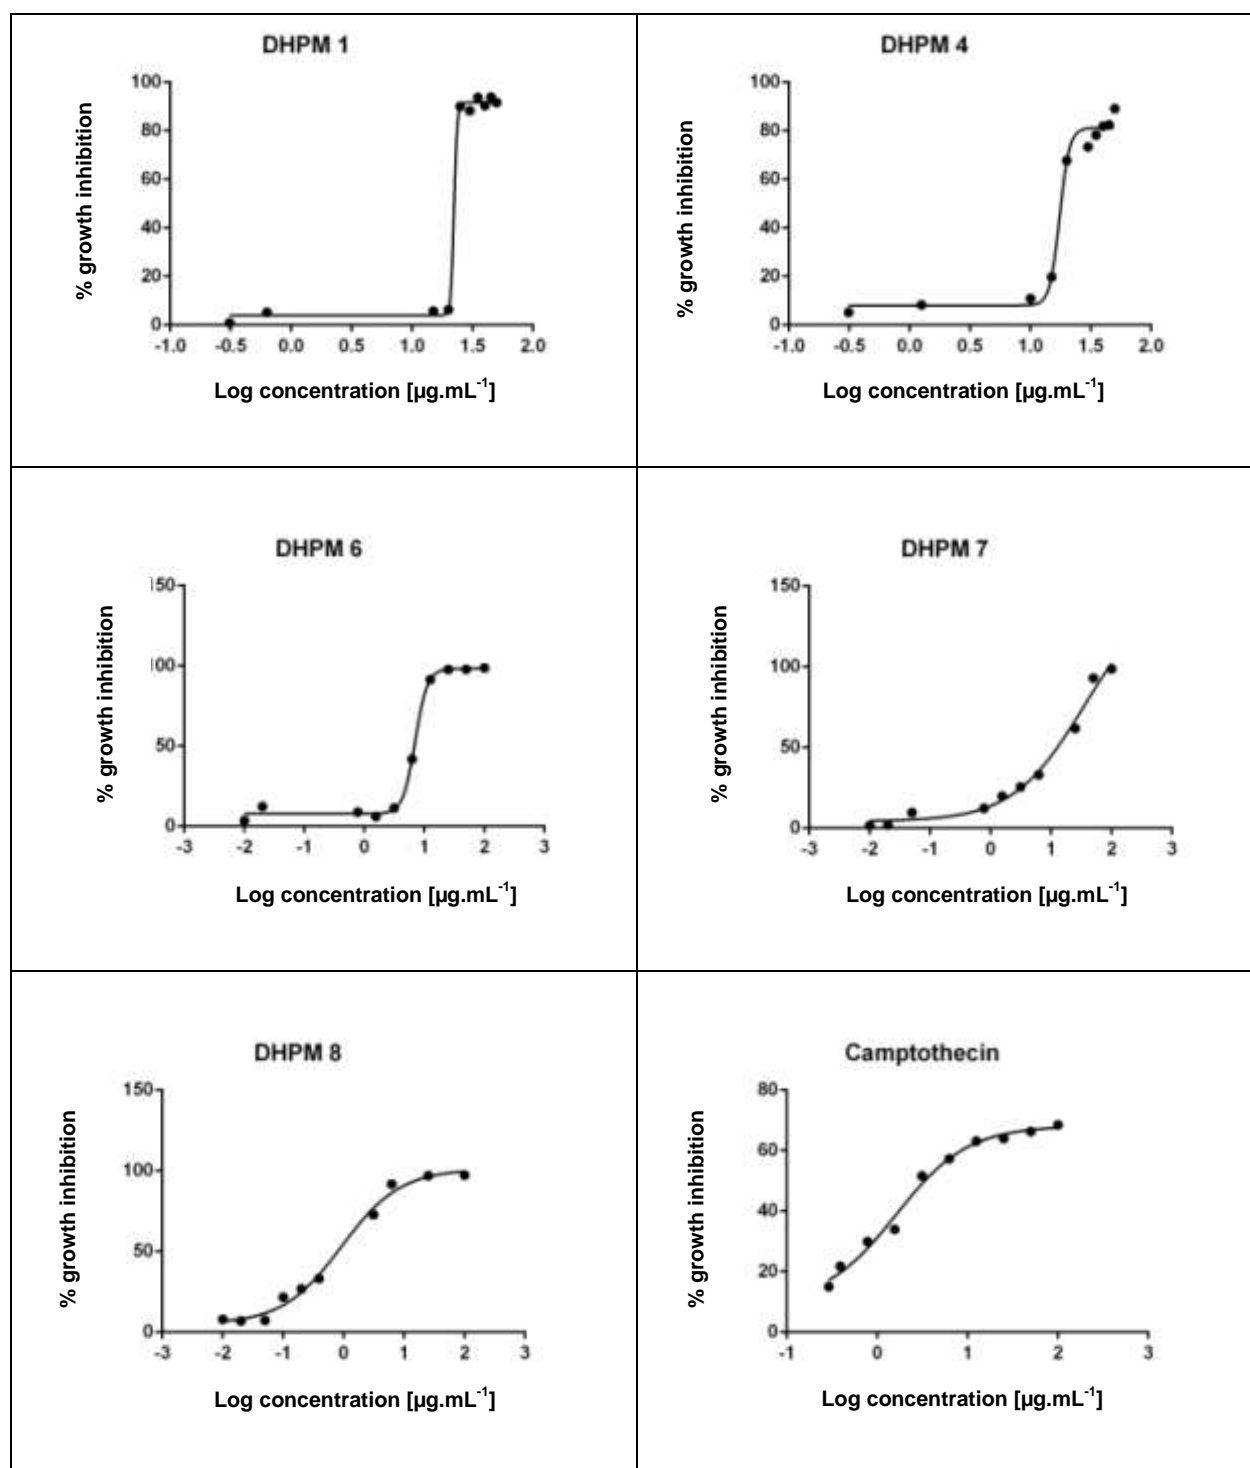 DHPM 1
% growth inhibition
100
80
60
40
20
0
-1.0 -0.5 0.0 0.5 1.0 1.5 2.0
Log concentration [µg.mL-1]
DHPM 4
% growth inhibition
100
80
60
40
20
0
-1.0 -0.5 0.0 0.5 1.0 1.5 2.0
Log concentration [µg.mL-1]
DHPM 6
% growth inhibition
150
100
50
0
-3 -2 -1 0 1 2 3
Log concentration [µg.mL-1]
DHPM 7
% growth inhibition
150
100
50
0
-3 -2 -1 0 1 2 3
Log concentration [µg.mL-1]
DHPM 8
% growth inhibition
150
100
50
0
-3 -2 -1 0 1 2 3
Log concentration [µg.mL-1]
Camptothecin
% growth inhibition
80
60
40
20
0
-1 0 1 2 3
Log concentration [µg.mL-1]